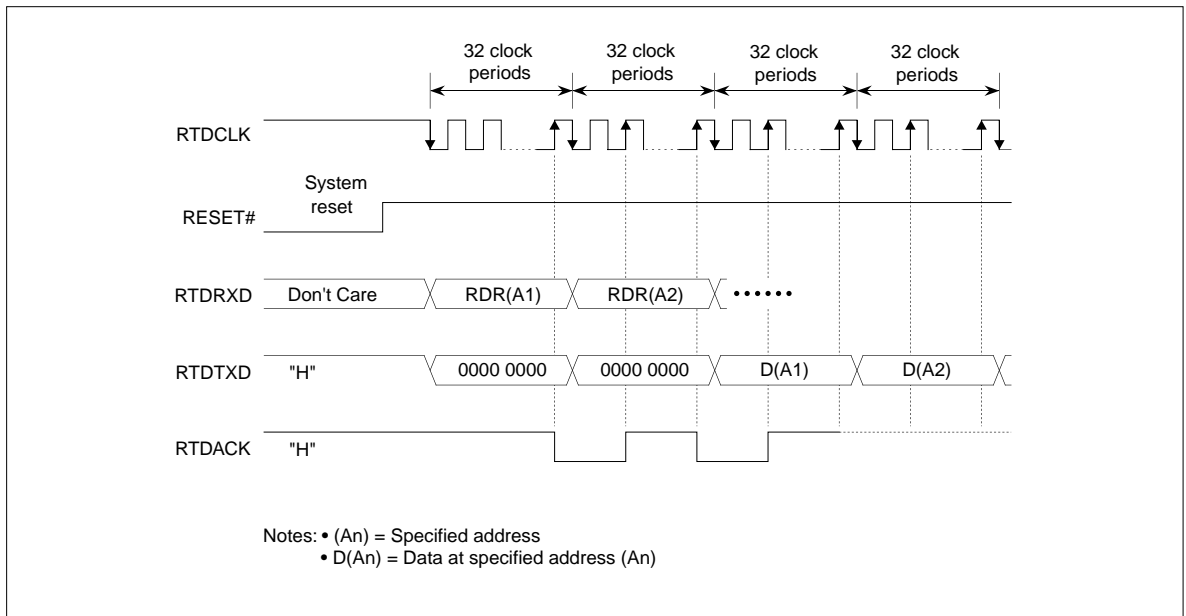 32 clock periods
32 clock periods
32 clock periods
32 clock periods
RTDCLK
System reset
RESET#
RTDRXD Don't Care RDR(A1) RDR(A2) ••••••
RTDTXD "H" 0000 0000 0000 0000 D(A1) D(A2)
RTDACK "H"
Notes: • (An) = Specified address
• D(An) = Data at specified address (An)